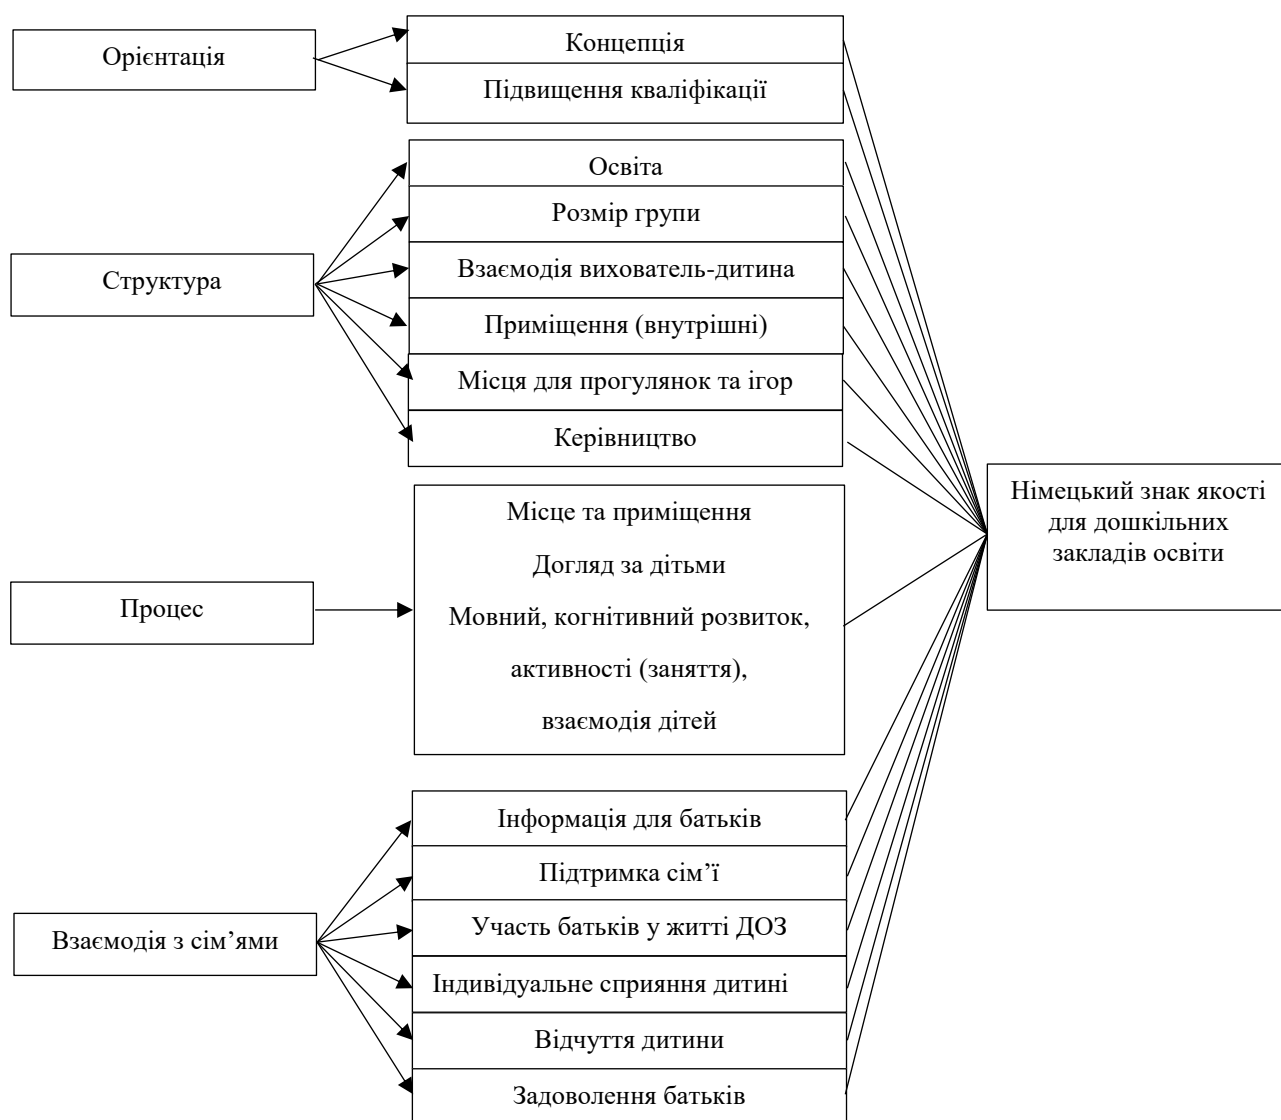 Орієнтація
Концепція
Підвищення кваліфікації
Структура
Освіта
Розмір групи
Взаємодія вихователь-дитина
Приміщення (внутрішні)
Місця для прогулянок та ігор
Керівництво
Процес
Місце та приміщення
Догляд за дітьми
Мовний, когнітивний розвиток,
активності (заняття),
взаємодія дітей
Взаємодія з сім’ями
Інформація для батьків
Підтримка сім’ї
Участь батьків у житті ДОЗ
Індивідуальне сприяння дитині
Відчуття дитини
Задоволення батьків
Німецький знак якості
для дошкільних
закладів освіти